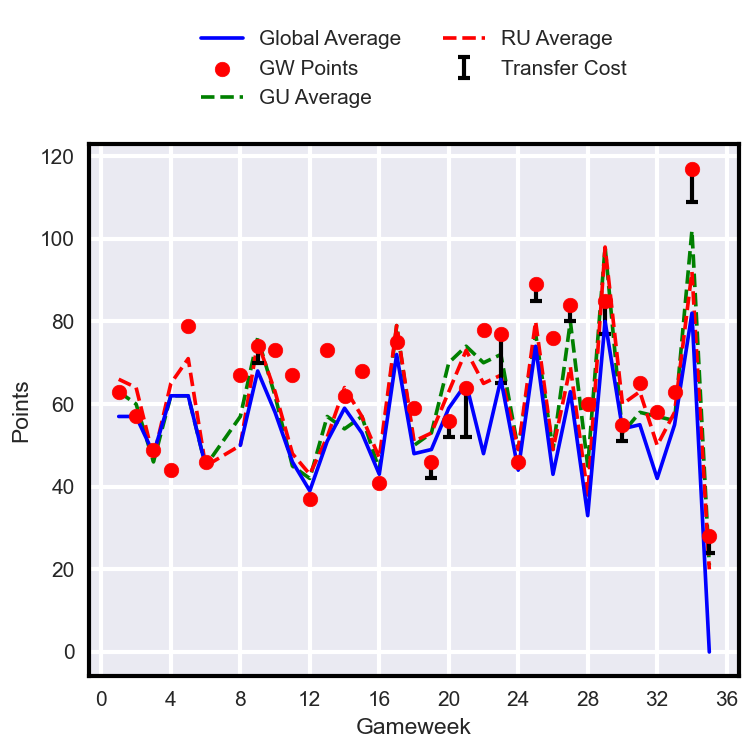 Global Average
GW Points
GU Average
RU Average
Transfer Cost
120
100
80
60
40
20
0
Points
0 4 8 12 16 20 24 28 32 36
Gameweek